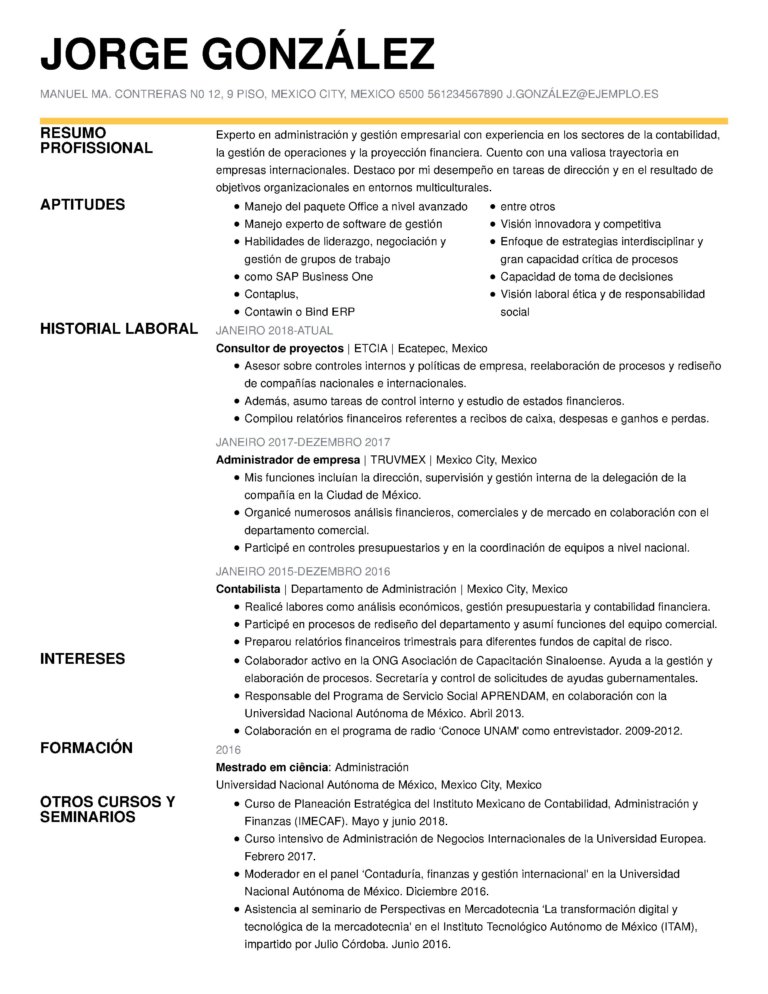 JORGE GONZÁLEZ
MANUEL MA. CONTRERAS N0 12, 9 PISO, MEXICO CITY, MEXICO 6500 561234567890 J.GONZÁLEZ@EJEMPLO.ES
RESUMO
PROFISSIONAL
Experto en administración y gestión empresarial con experiencia en los sectores de la contabilidad,
la gestión de operaciones y la proyección financiera. Cuento con una valiosa trayectoria en
empresas internacionales. Destaco por mi desempeño en tareas de dirección y en el resultado de
objetivos organizacionales en entornos multiculturales.
APTITUDES
• Manejo del paquete Office a nivel avanzado
• Manejo experto de software de gestión
• Habilidades de liderazgo, negociación y
gestión de grupos de trabajo
• como SAP Business One
• Contaplus,
• Contawin o Bind ERP
• entre otros
• Visión innovadora y competitiva
• Enfoque de estrategias interdisciplinar y
gran capacidad crítica de procesos
• Capacidad de toma de decisiones
• Visión laboral ética y de responsabilidad
social
HISTORIAL LABORAL
JANEIRO 2018-ATUAL
Consultor de proyectos | ETCIA | Ecatepec, Mexico
• Asesor sobre controles internos y políticas de empresa, reelaboración de procesos y rediseño
de compañías nacionales e internacionales.
• Además, asumo tareas de control interno y estudio de estados financieros.
• Compilou relatórios financeiros referentes a recibos de caixa, despesas e ganhos e perdas.
JANEIRO 2017-DEZEMBRO 2017
Administrador de empresa | TRUVMEX | Mexico City, Mexico
• Mis funciones incluían la dirección, supervisión y gestión interna de la delegación de la
compañía en la Ciudad de México.
• Organicé numerosos análisis financieros, comerciales y de mercado en colaboración con el
departamento comercial.
• Participé en controles presupuestarios y en la coordinación de equipos a nivel nacional.
JANEIRO 2015-DEZEMBRO 2016
Contabilista | Departamento de Administración | Mexico City, Mexico
• Realicé labores como análisis económicos, gestión presupuestaria y contabilidad financiera.
• Participó en procesos de rediseño del departamento y asumí funciones del equipo comercial.
• Preparou relatórios financeiros trimestrais para diferentes fundos de capital de risco.
INTERESES
• Colaborador activo en la ONG Asociación de Capacitación Sinaloense. Ayuda a la gestión y
elaboración de procesos. Secretaría y control de solicitudes de ayudas gubernamentales.
• Responsable del Programa de Servicio Social APRENDAM, en colaboración con la
Universidad Nacional Autónoma de México. Abril 2013.
• Colaboración en el programa de radio ‘Conoce UNAM' como entrevistador. 2009-2012.
FORMACIÓN
2016
Mestrado em ciência: Administración
Universidad Nacional Autónoma de México, Mexico City, Mexico
OTROS CURSOS Y
SEMINARIOS
• Curso de Planeación Estratégica del Instituto Mexicano de Contabilidad, Administración y
Finanzas (IMECAF). Mayo y junio 2018.
• Curso intensivo de Administración de Negocios Internacionales de la Universidad Europea.
Febrero 2017.
• Moderador en el panel ‘Contaduría, finanzas y gestión internacional' en la Universidad
Nacional Autónoma de México. Diciembre 2016.
• Asistencia al seminario de Perspectivas en Mercadotecnia ‘La transformación digital y
tecnológica de la mercadotecnia' en el Instituto Tecnológico Autónomo de México (ITAM),
impartido por Julio Córdoba. Junio 2016.